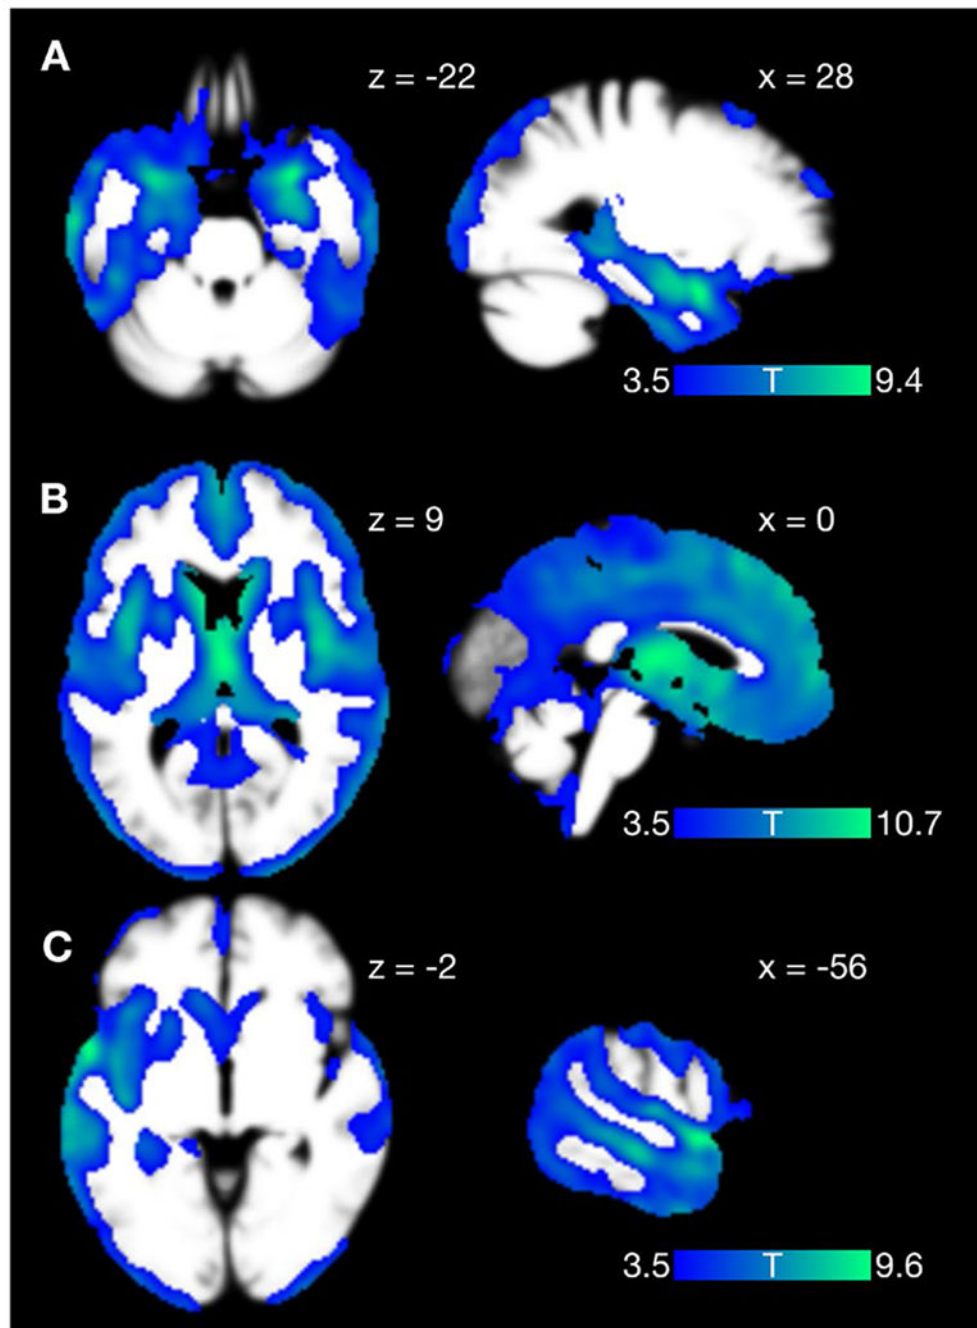 A
z = -22
x = 28
3.5 T 9.4
B
z = 9
x = 0
3.5 T 10.7
C
z = -2
x = -56
3.5 T 9.6